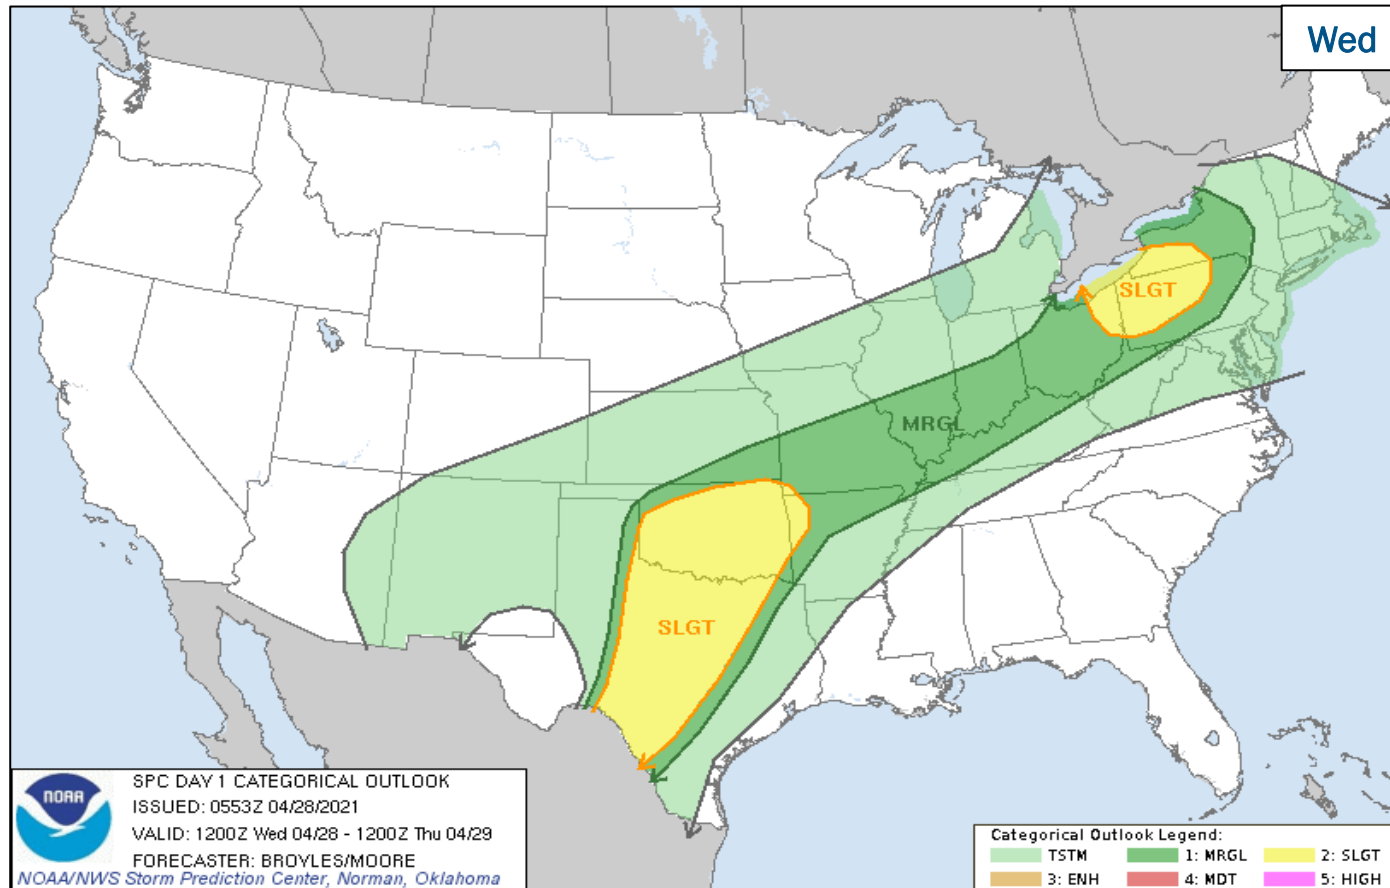 Wed
SLGT
MRGL
SLGT
NOAA
SPC DAY 1 CATEGORICAL OUTLOOK
ISSUED: 0553Z 04/28/2021
VALID: 1200Z Wed 04/28 - 1200Z Thu 04/29
FORECASTER: BROYLES/MOORE
NOAA/NWS Storm Prediction Center, Norman, Oklahoma
Categorical Outlook Legend:
TSTM 1: MRGL 2: SLGT
3: ENH 4: MDT 5: HIGH